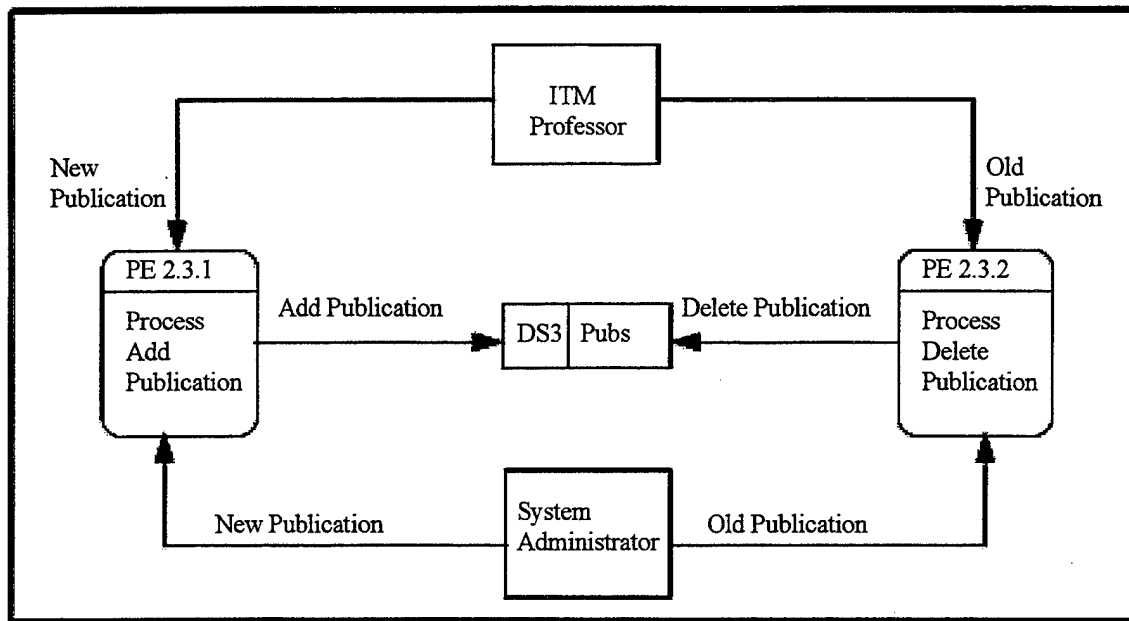 ITM
Professor
New
Publication
Old
Publication
PE 2.3.1
Process
Add
Publication
Add Publication
DS3 Pubs
Delete Publication
PE 2.3.2
Process
Delete
Publication
New Publication
System
Administrator
Old Publication